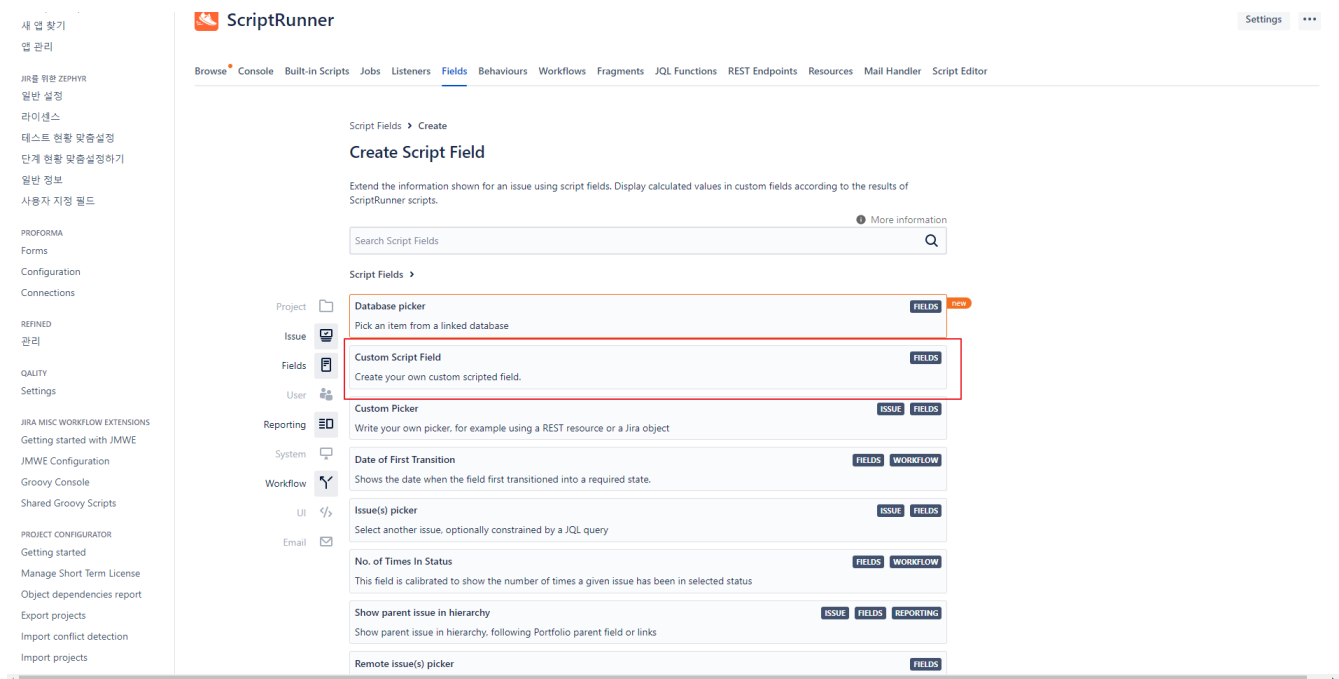 새 앱 찾기
앱 관리
JIR를 위한 ZEPHYR
일반 설정
라이센스
테스트 현황 맞춤설정
단계 현황 맞춤설정하기
일반 정보
사용자 지정 필드
PROFORMA
Forms
Configuration
Connections
REFINED
관리
QALITY
Settings
JIRA MISC WORKFLOW EXTENSIONS
Getting started with JMWE
JMWE Configuration
Groovy Console
Shared Groovy Scripts
PROJECT CONFIGURATOR
Getting started
Manage Short Term License
Object dependencies report
Export projects
Import conflict detection
Import projects
ScriptRunner
Settings
Browse Console Built-in Scripts Jobs Listeners Fields Behaviours Workflows Fragments JQL Functions REST Endpoints Resources Mail Handler Script Editor
Script Fields > Create
Create Script Field
Extend the information shown for an issue using script fields. Display calculated values in custom fields according to the results of
ScriptRunner scripts.
More information
Search Script Fields
Script Fields >
Project
Issue
Fields
User
Reporting
System
Workflow
UI
Email
Database picker FIELDS new
Pick an item from a linked database
Custom Script Field FIELDS
Create your own custom scripted field.
Custom Picker ISSUE FIELDS
Write your own picker, for example using a REST resource or a Jira object
Date of First Transition FIELDS WORKFLOW
Shows the date when the field first transitioned into a required state.
Issue(s) picker ISSUE FIELDS
Select another issue, optionally constrained by a JQL query
No. of Times In Status FIELDS WORKFLOW
This field is calibrated to show the number of times a given issue has been in selected status
Show parent issue in hierarchy ISSUE FIELDS REPORTING
Show parent issue in hierarchy, following Portfolio parent field or links
Remote issue(s) picker FIELDS